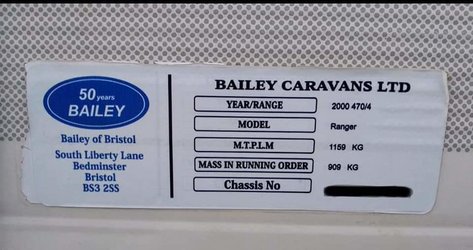 50 years
BAILEY
Bailey of Bristol
South Liberty Lane
Bedminster
Bristol
BS3 2SS
BAILEY CARAVANS LTD
YEAR/RANGE 2000 470/4
MODEL Ranger
M.T.P.L.M 1159 KG
MASS IN RUNNING ORDER 909 KG
Chassis No